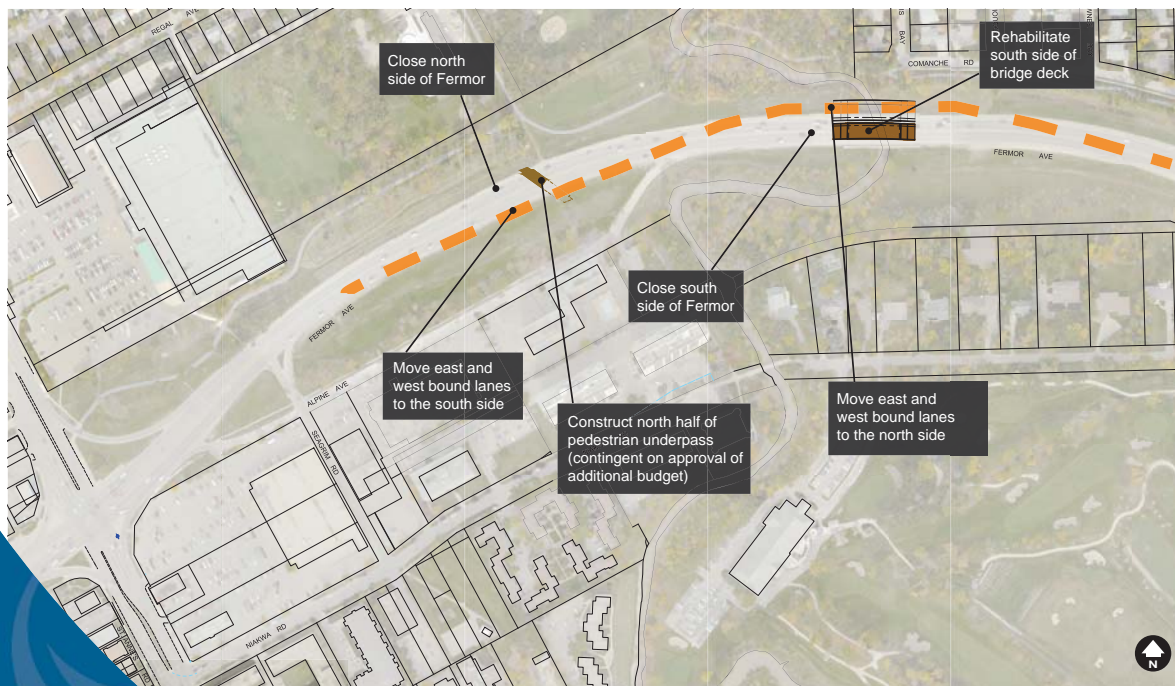 REGAL AVE
Close north
side of Fermor
BAY
COMANCHE RD
Rehabilitate
south side of
bridge deck
FERMOR AVE
Close south
side of Fermor
FERMOR AVE
Move east and
west bound lanes
to the south side
ALPINE AVE
SEAGRIM RD
Construct north half of
pedestrian underpass
(contingent on approval of
additional budget)
Move east and
west bound lanes
to the north side
NIAKWA RD
ST ANNE'S RD
N